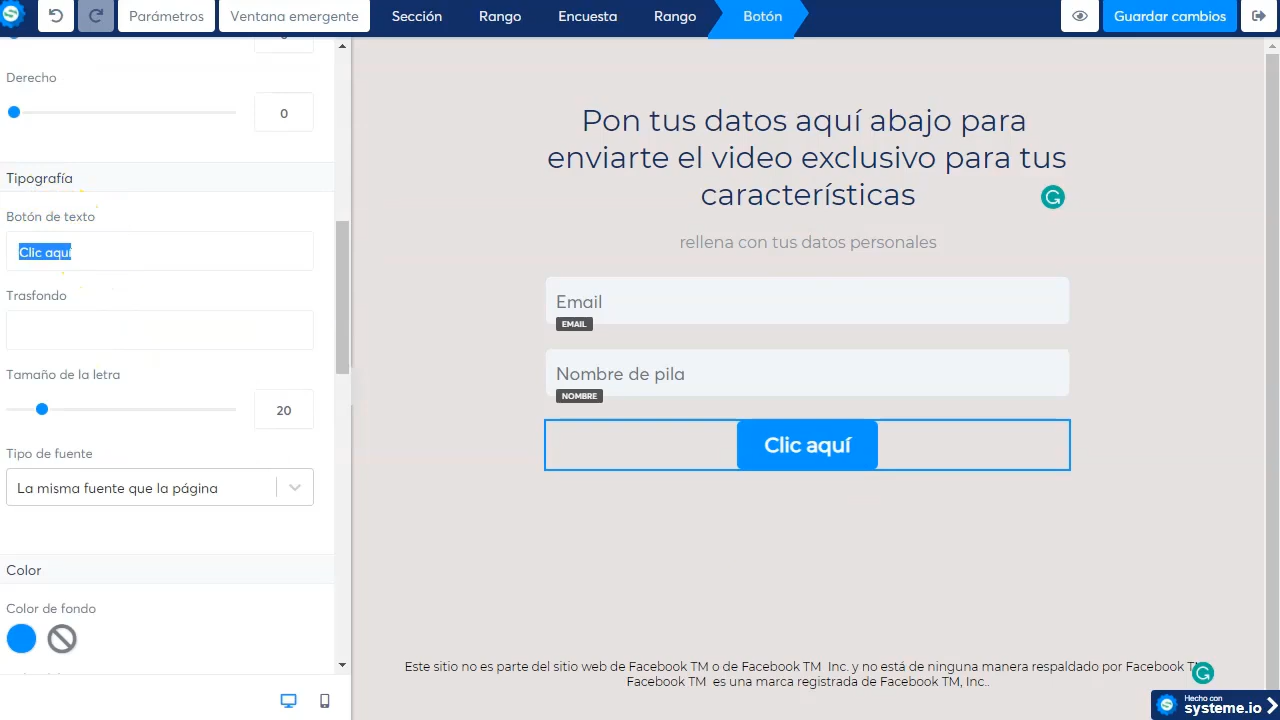 Parámetros
Ventana emergente
Sección
Rango
Encuesta
Rango
Botón
Guardar cambios
Derecho
0
Tipografía
Botón de texto
Clic aquí
Trasfondo
Tamaño de la letra
20
Tipo de fuente
La misma fuente que la página
Color
Color de fondo
Pon tus datos aquí abajo para
enviarte el video exclusivo para tus
características
rellena con tus datos personales
Email
EMAIL
Nombre de pila
NOMBRE
Clic aquí
Este sitio no es parte del sitio web de Facebook TM o de Facebook TM Inc. y no está de ninguna manera respaldado por Facebook
Facebook TM es una marca registrada de Facebook TM, Inc..
Hecho con
systeme.io